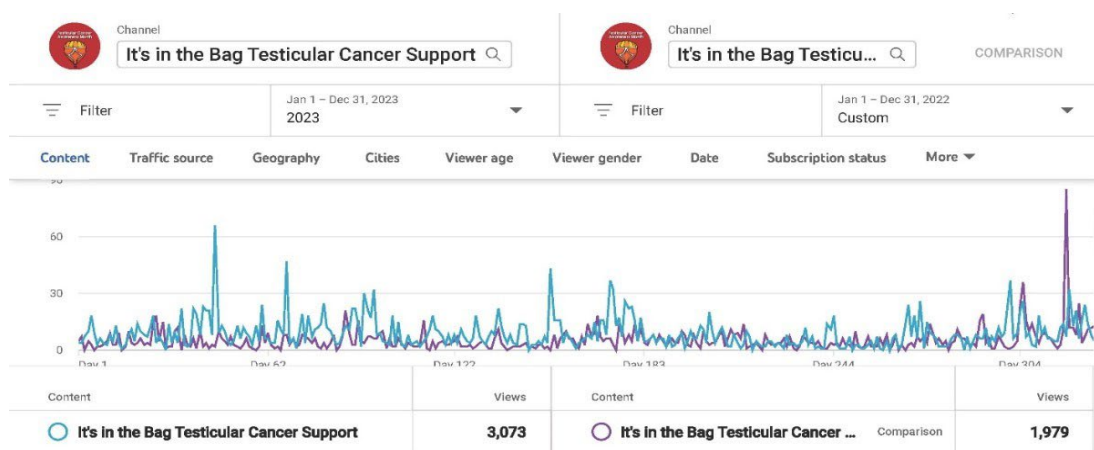 Channel
It's in the Bag Testicular Cancer Support
Channel
It's in the Bag Testicu...
COMPARISON
Filter
Jan 1 – Dec 31, 2023
2023
Filter
Jan 1 – Dec 31, 2022
Custom
Content Traffic source Geography Cities Viewer age Viewer gender Date Subscription status More
90
60
30
0
Day 1 Day 62 Day 122 Day 183 Day 244 Day 304
Content Views Content Views
It's in the Bag Testicular Cancer Support 3,073 It's in the Bag Testicular Cancer ... Comparison 1,979